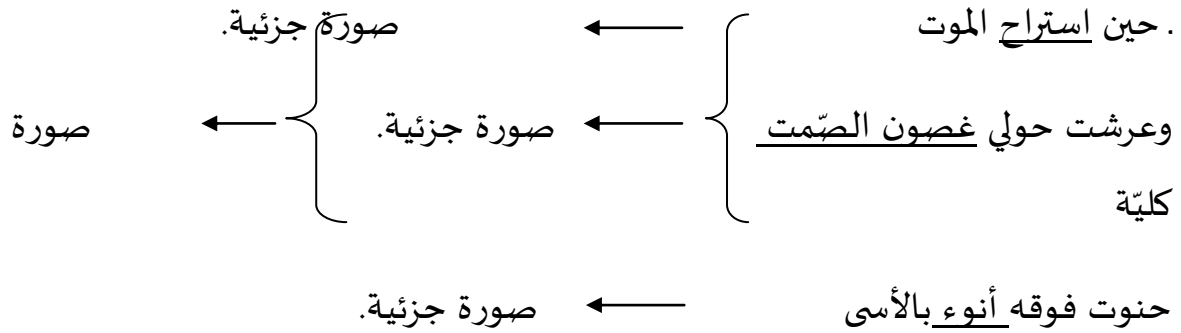 . حين استراح الموت صورة جزئية.
وعرشت حولي غصون الصّمت صورة جزئية. صورة
كليّة
حنوت فوقه أنوء بالأسى صورة جزئية.